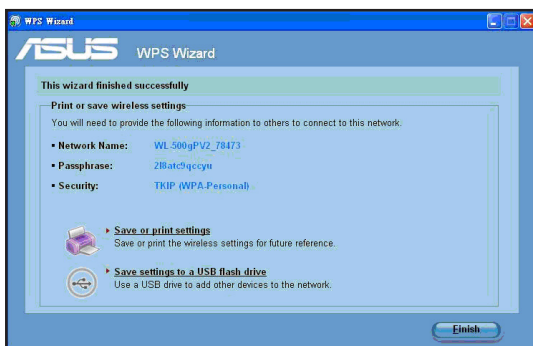 WPS Wizard
ASUS WPS Wizard
This wizard finished successfully
Print or save wireless settings
You will need to provide the following information to others to connect to this network.
▪ Network Name: WL-500gPV2_78473
▪ Passphrase: 2l8atc9qccyu
▪ Security: TKIP (WPA-Personal)
Save or print settings
Save or print the wireless settings for future reference.
Save settings to a USB flash drive
Use a USB drive to add other devices to the network.
Finish